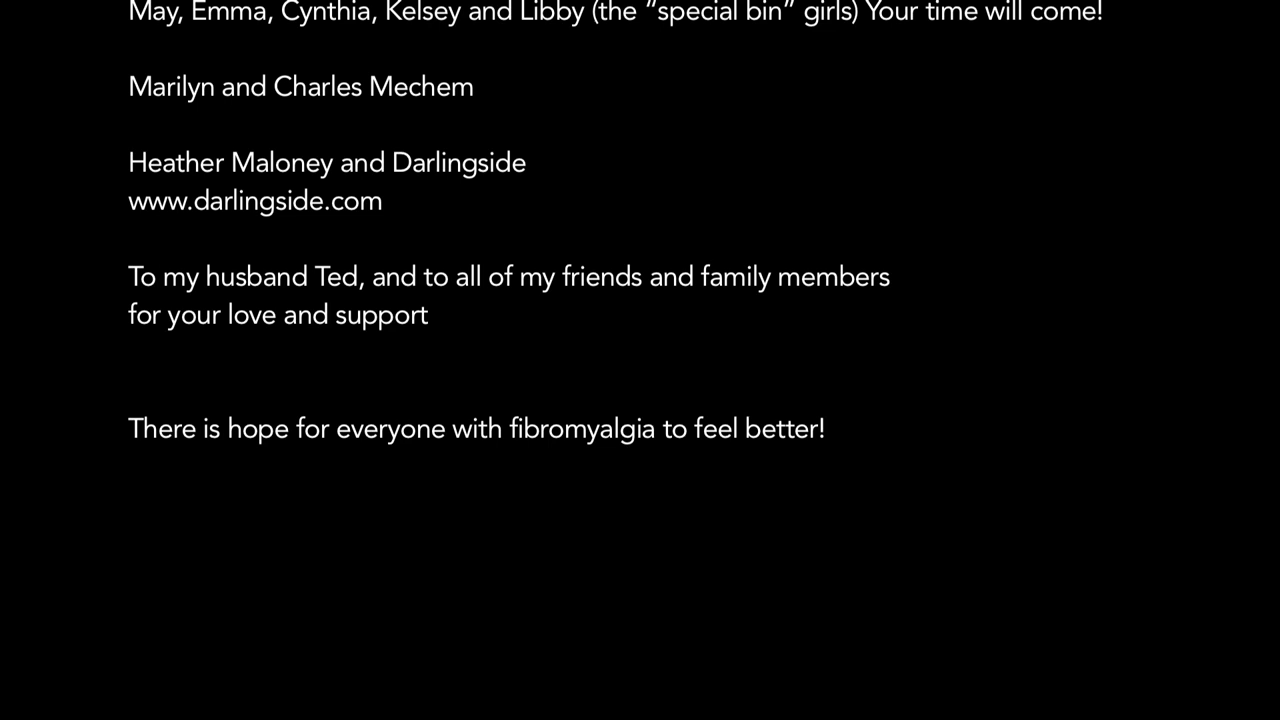 May, Emma, Cynthia, Kelsey and Libby (the “special bin” girls) Your time will come!
Marilyn and Charles Mechem
Heather Maloney and Darlingside
www.darlingside.com
To my husband Ted, and to all of my friends and family members
for your love and support
There is hope for everyone with fibromyalgia to feel better!